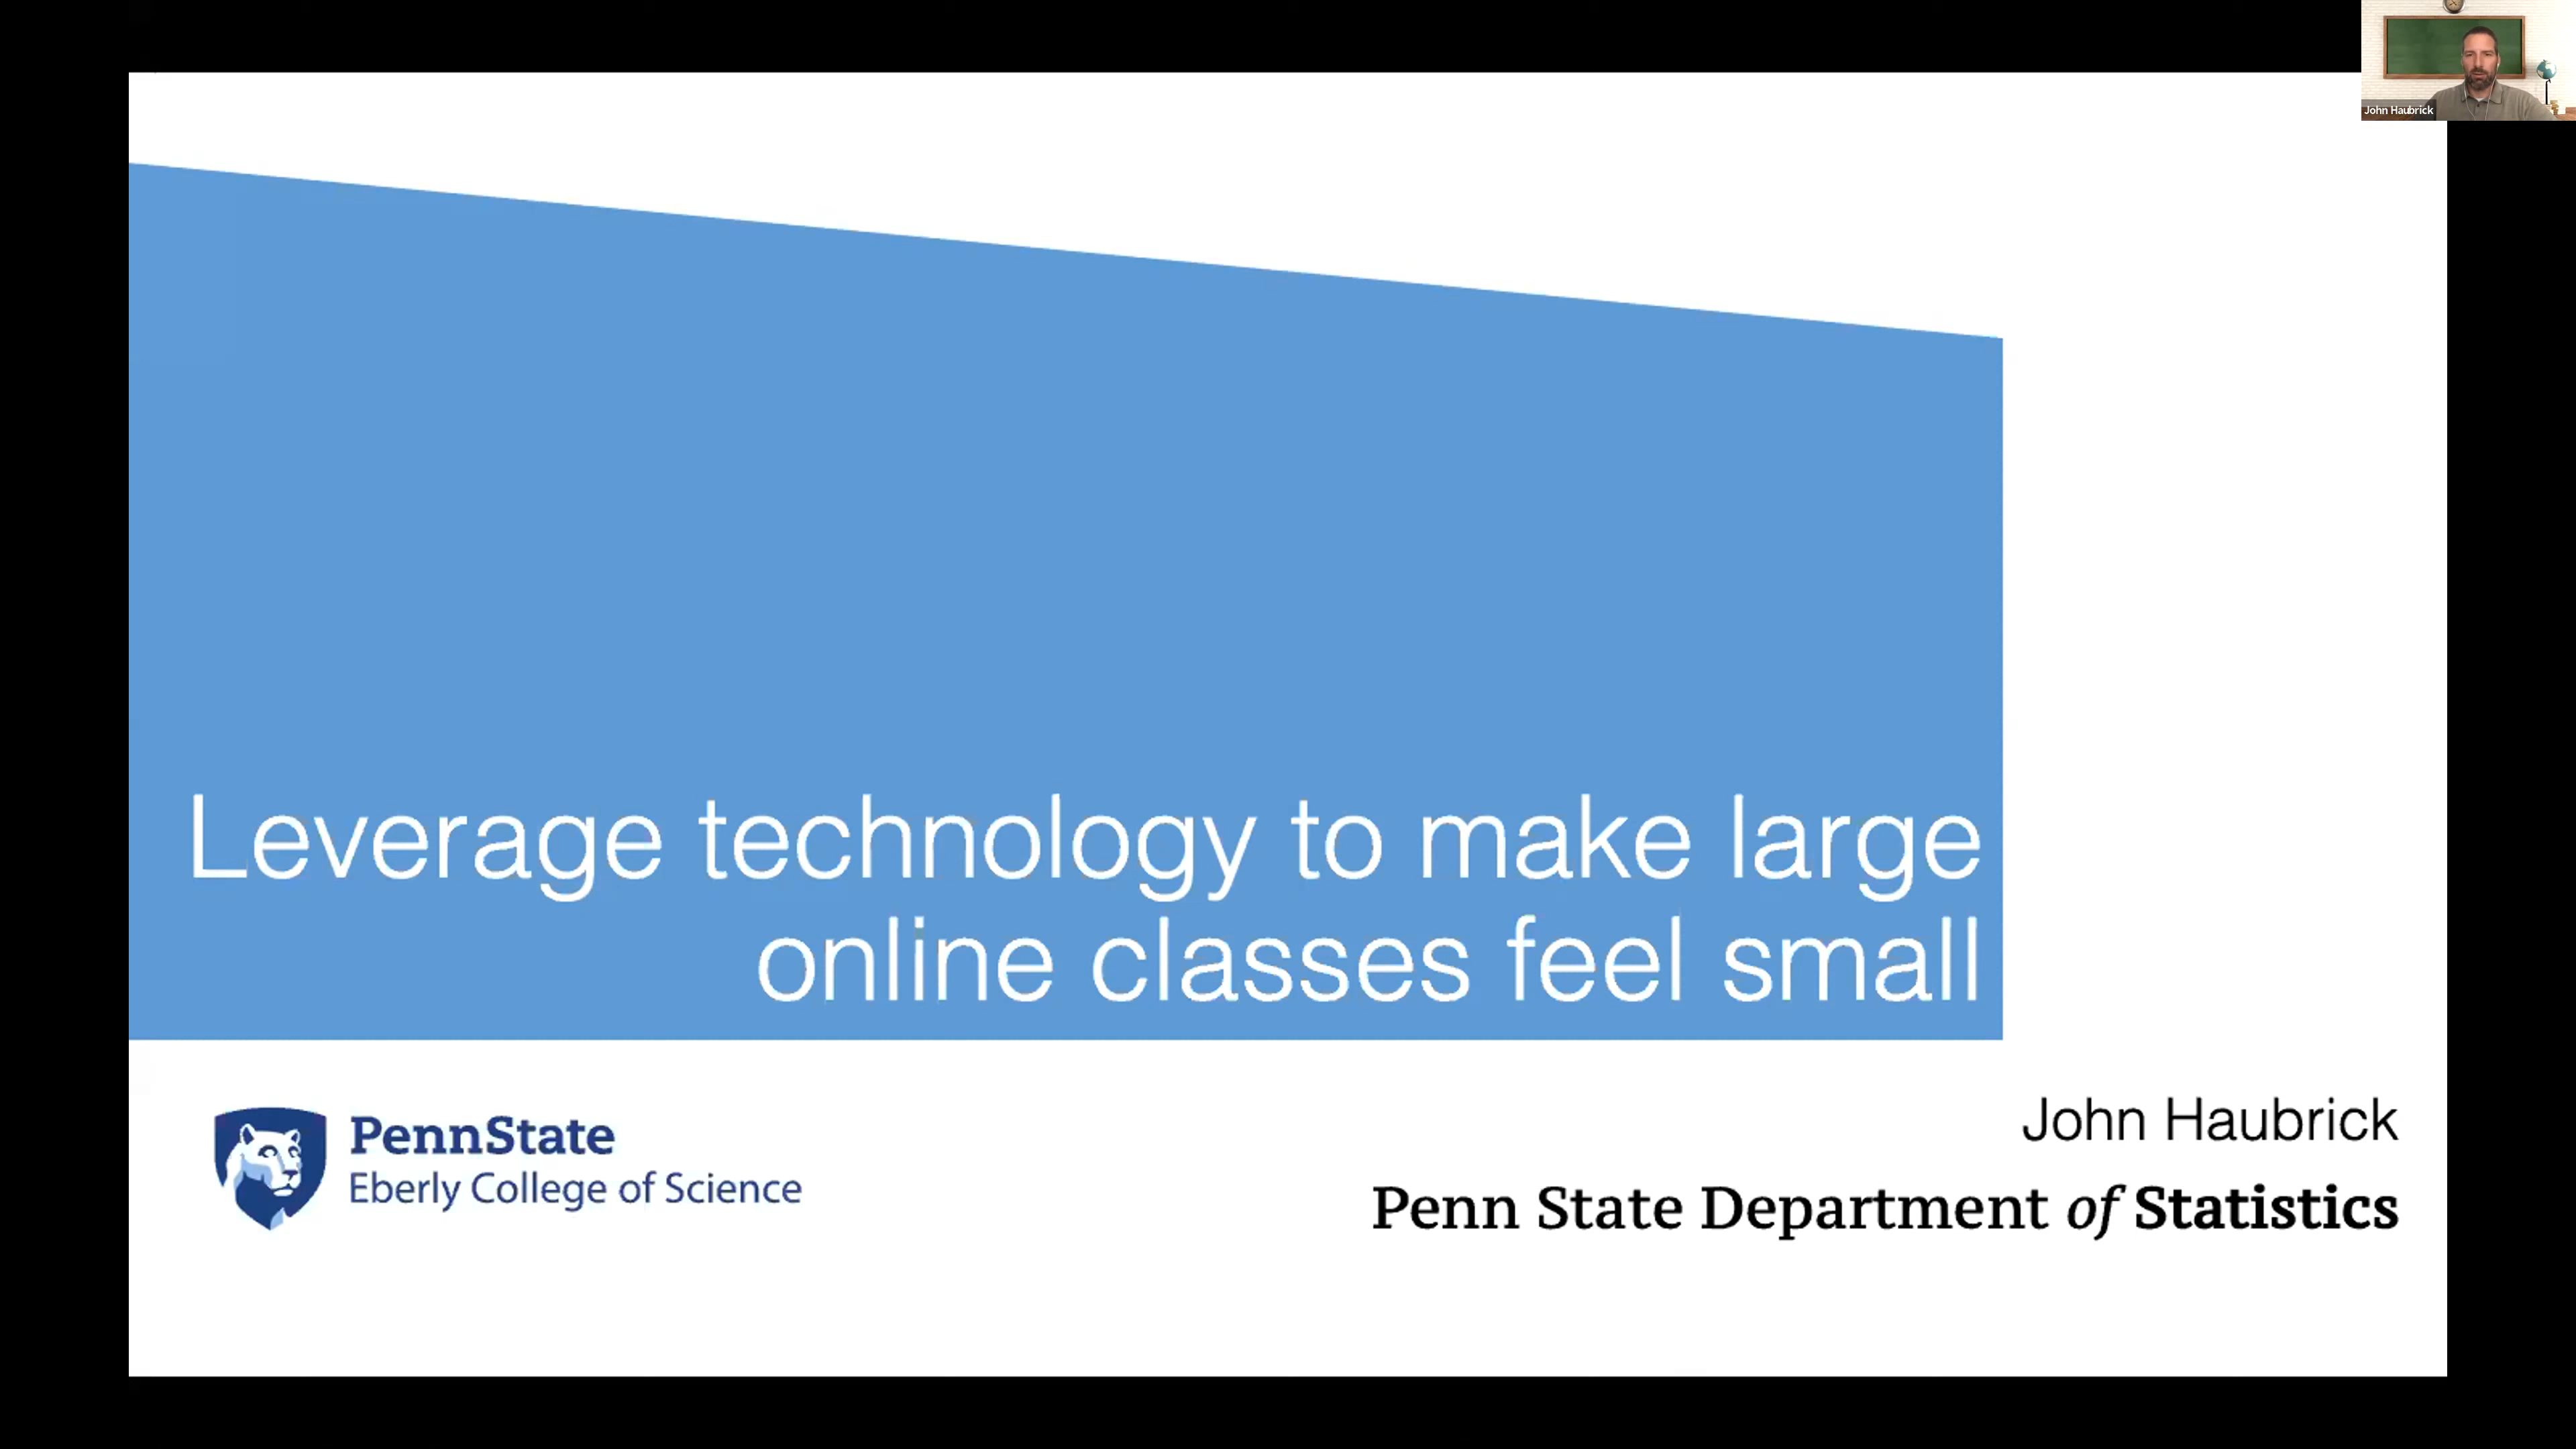 John Haubrick
Leverage technology to make large
online classes feel small
PennState
Eberly College of Science
John Haubrick
Penn State Department of Statistics